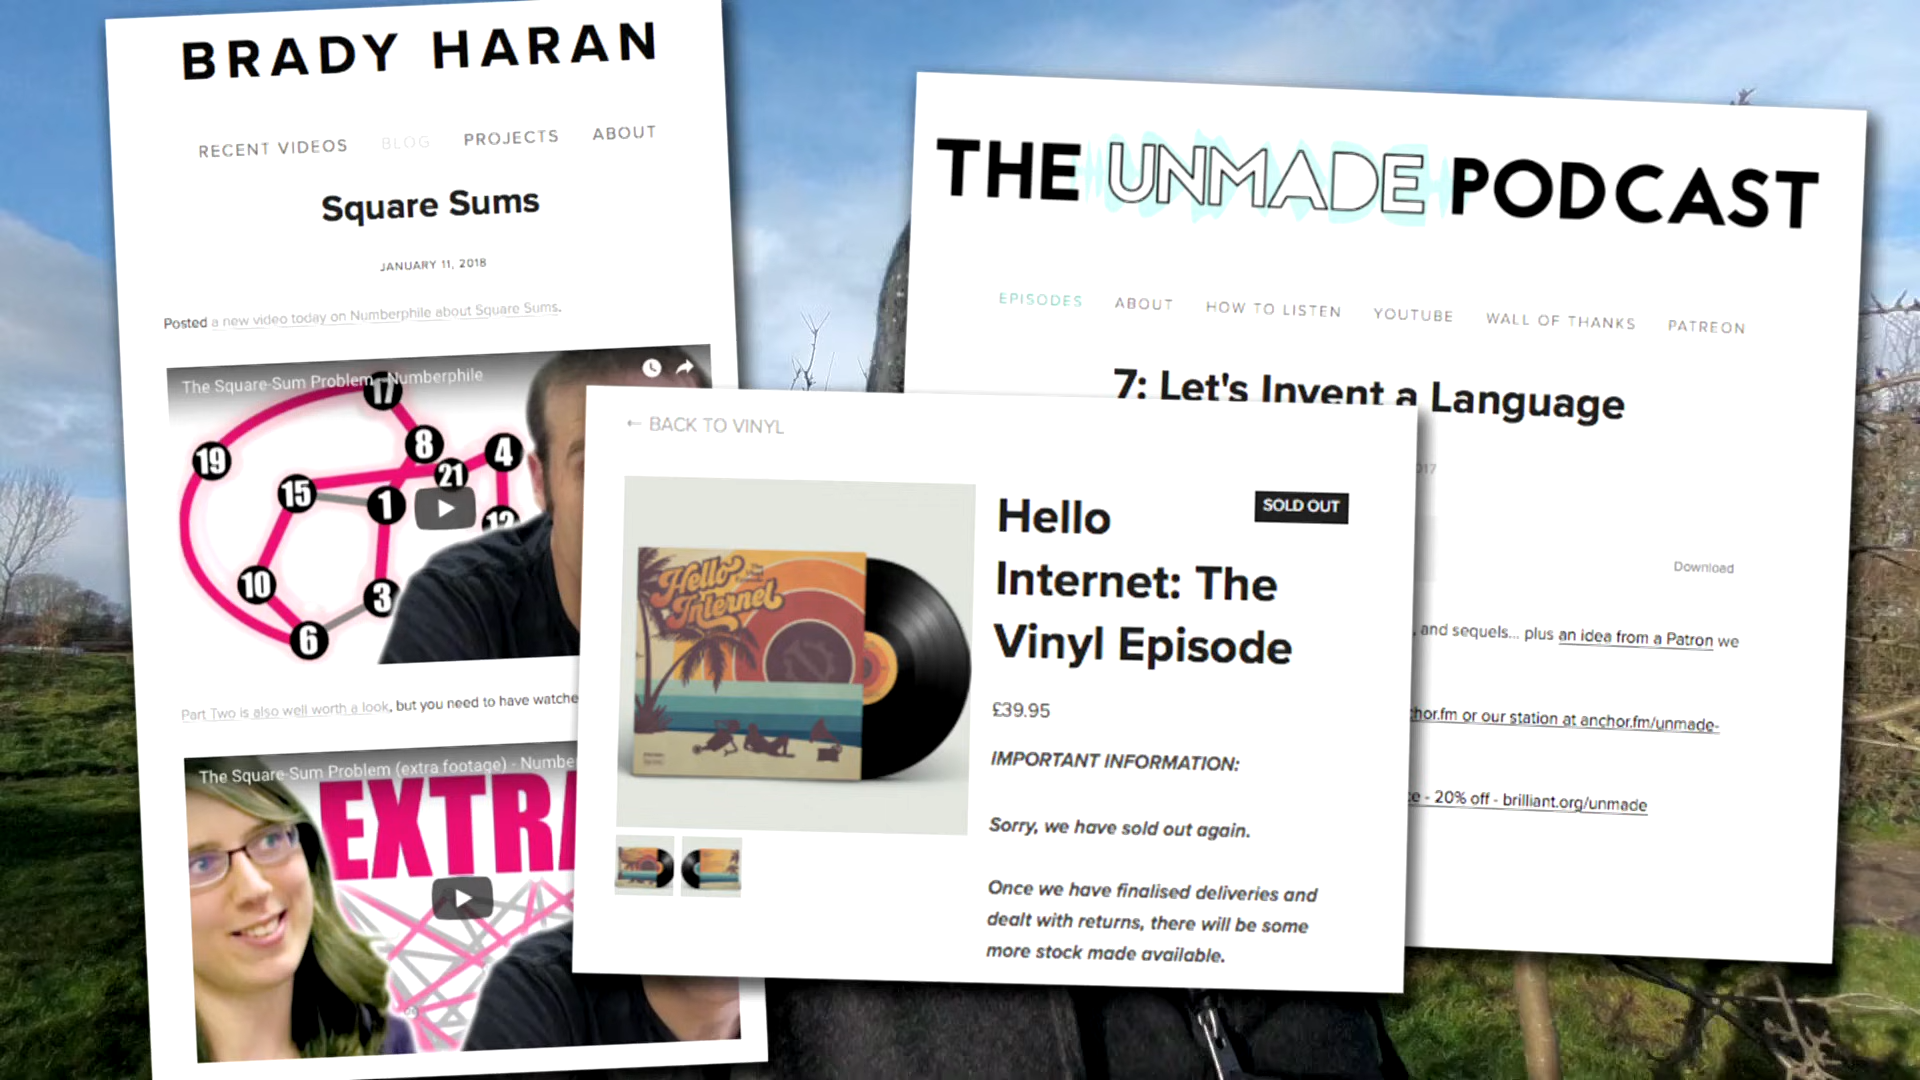 BRADY HARAN
RECENT VIDEOS BLOG PROJECTS ABOUT
Square Sums
JANUARY 11, 2018
Posted a new video today on Numberphile about Square Sums.
The Square-Sum Problem - Numberphile
17
8
4
19
21
15
1
10
3
6
Part Two is also well worth a look, but you need to have watche
The Square-Sum Problem (extra footage) - Numbe
EXTRA
THE UNMADE PODCAST
EPISODES ABOUT HOW TO LISTEN YOUTUBE WALL OF THANKS PATREON
7: Let's Invent a Language
Download
, and sequels... plus an idea from a Patron we
hor.fm or our station at anchor.fm/unmade-
- 20% off - brilliant.org/unmade
← BACK TO VINYL
Hello
Internet
Hello
Internet: The
Vinyl Episode
SOLD OUT
£39.95
IMPORTANT INFORMATION:
Sorry, we have sold out again.
Once we have finalised deliveries and
dealt with returns, there will be some
more stock made available.